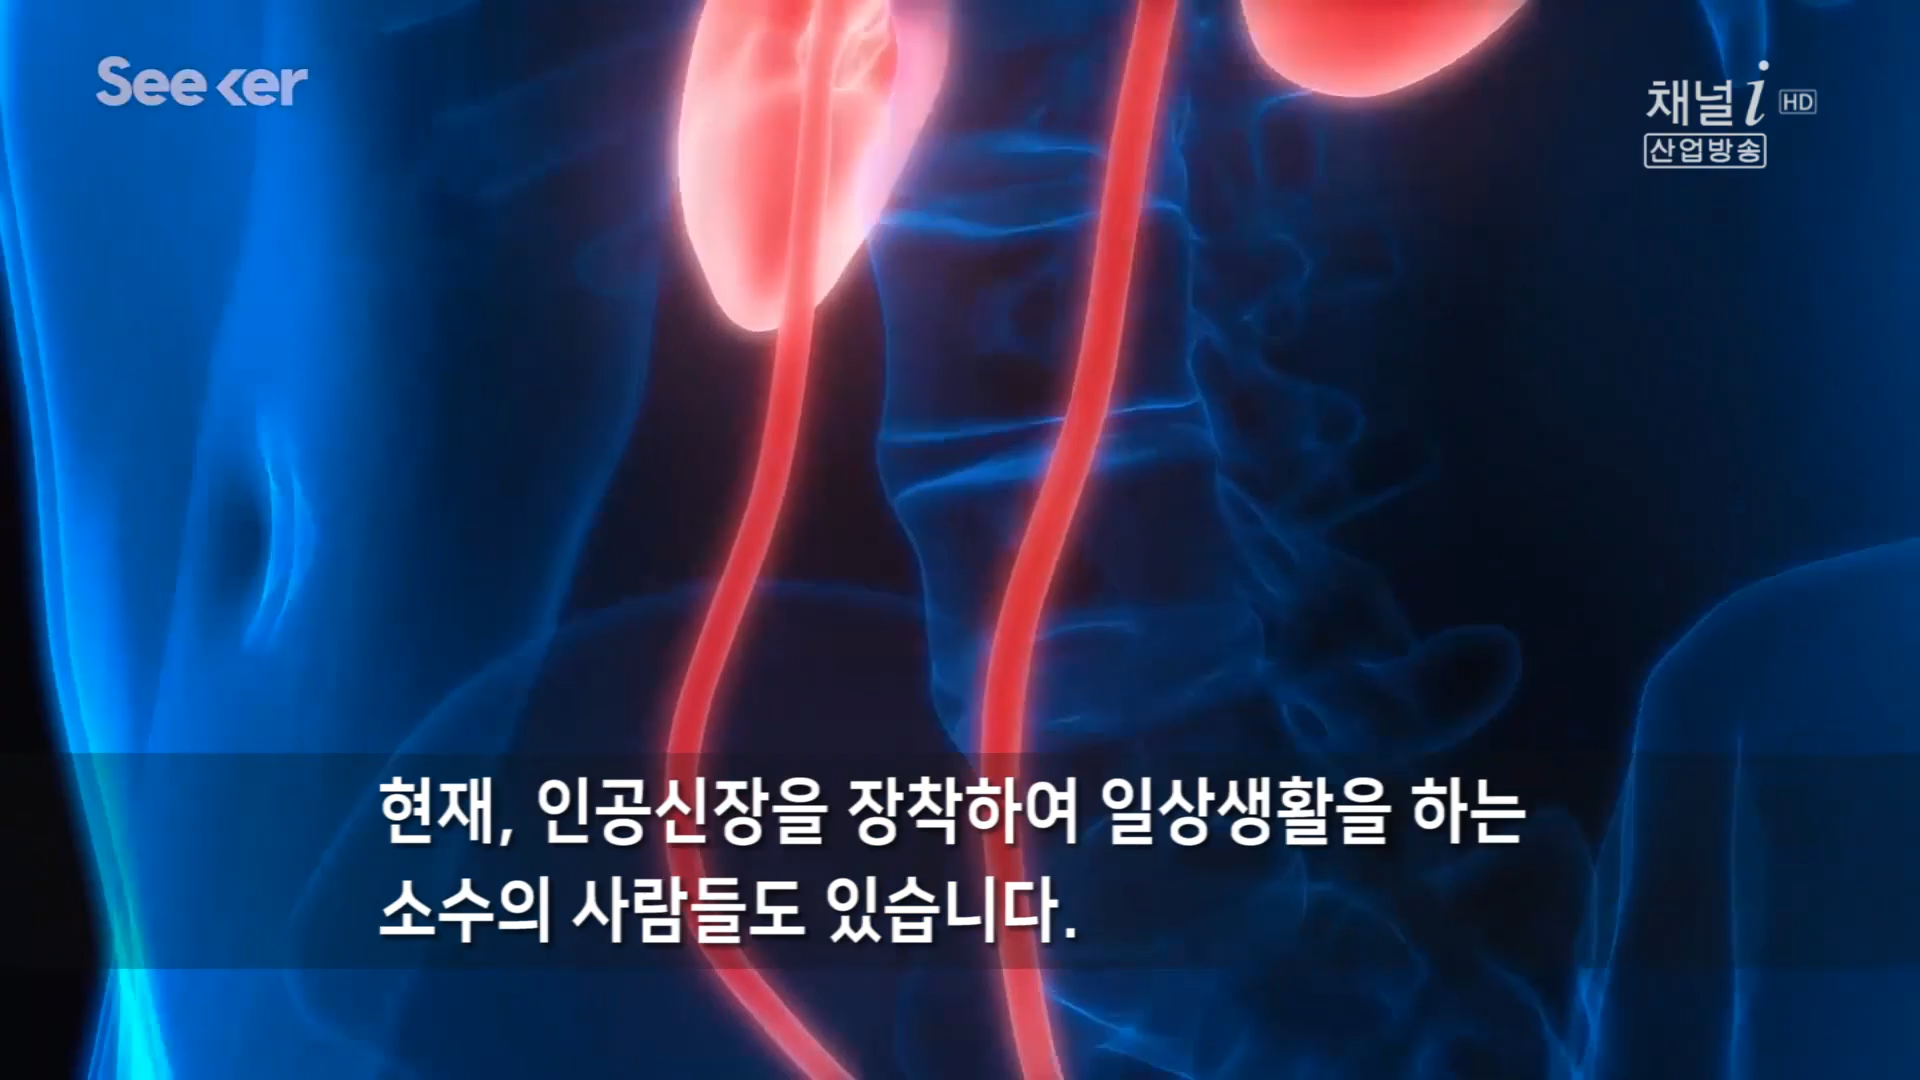 Seeker
채널i HD
산업방송
현재, 인공신장을 장착하여 일상생활을 하는
소수의 사람들도 있습니다.